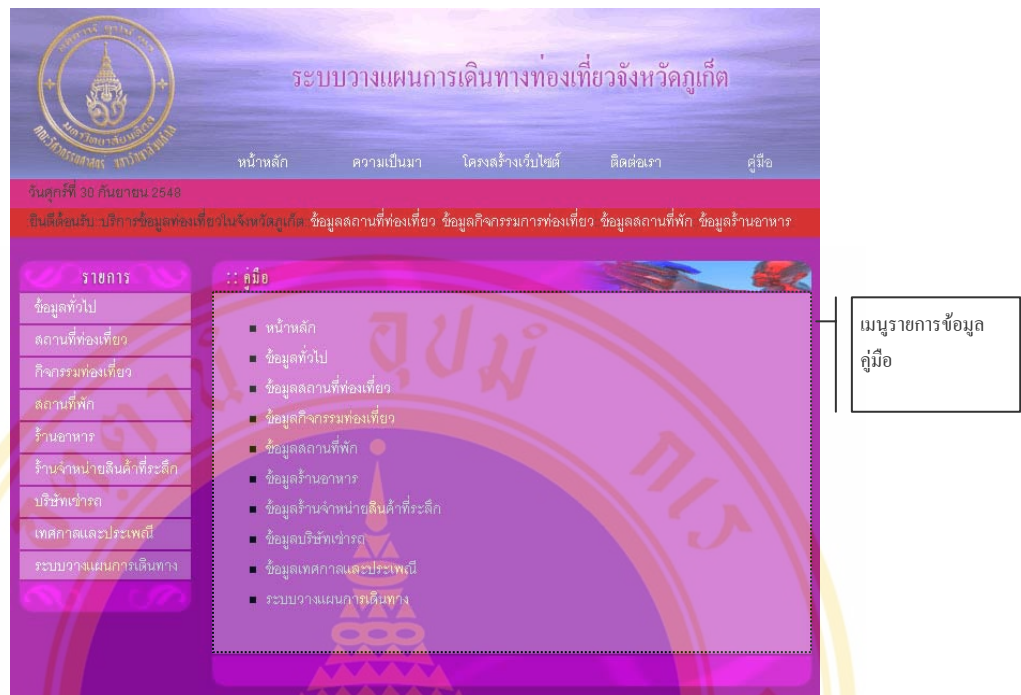 ระบบวางแผนการเดินทางท่องเที่ยวจังหวัดภูเก็ต
หน้าหลัก ความเป็นมา โครงสร้างเว็บไซต์ ติดต่อเรา คู่มือ
วันศุกร์ที่ 30 กันยายน 2548
ยินดีต้อนรับ::บริการข้อมูลท่องเที่ยวในจังหวัดภูเก็ต: ข้อมูลสถานที่ท่องเที่ยว ข้อมูลกิจกรรมการท่องเที่ยว ข้อมูลสถานที่พัก ข้อมูลร้านอาหาร
รายการ
ข้อมูลทั่วไป
สถานที่ท่องเที่ยว
กิจกรรมท่องเที่ยว
สถานที่พัก
ร้านอาหาร
ร้านจำหน่ายสินค้าที่ระลึก
บริษัทเช่ารถ
เทศกาลและประเพณี
ระบบวางแผนการเดินทาง
:: คู่มือ
หน้าหลัก
ข้อมูลทั่วไป
ข้อมูลสถานที่ท่องเที่ยว
ข้อมูลกิจกรรมท่องเที่ยว
ข้อมูลสถานที่พัก
ข้อมูลร้านอาหาร
ข้อมูลร้านจำหน่ายสินค้าที่ระลึก
ข้อมูลบริษัทเช่ารถ
ข้อมูลเทศกาลและประเพณี
ระบบวางแผนการเดินทาง
เมนูรายการข้อมูล
คู่มือ
อตฺตานํ อุปมํ กเร